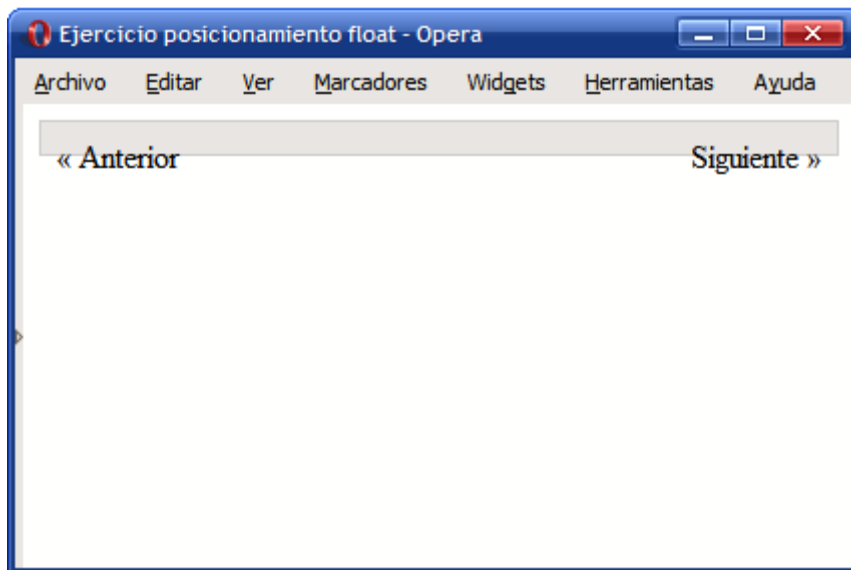 Ejercicio posicionamiento float - Opera
Archivo Editar Ver Marcadores Widgets Herramientas Ayuda
« Anterior Siguiente »